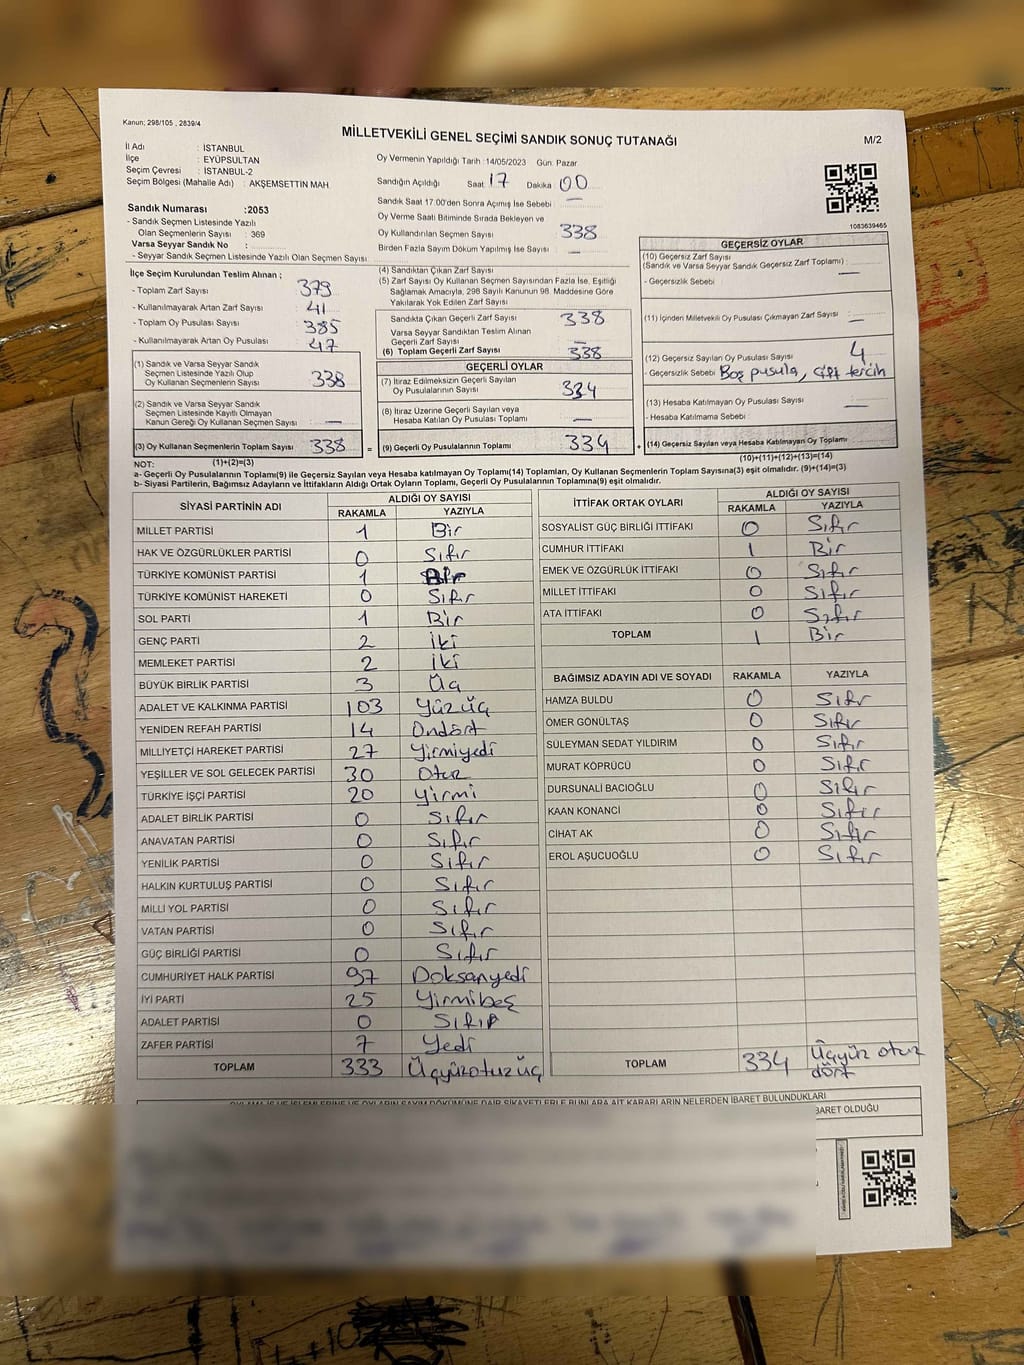 Kanun; 298/105 , 2839/4
MİLLETVEKİLİ GENEL SEÇİMİ SANDIK SONUÇ TUTANAĞI
M/2
İl Adı : İSTANBUL
İlçe : EYÜPSULTAN
Seçim Çevresi : İSTANBUL-2
Seçim Bölgesi (Mahalle Adı) : AKŞEMSETTİN MAH.
Sandık Numarası :2053
- Sandık Seçmen Listesinde Yazılı
Olan Seçmenlerin Sayısı : 369
Varsa Seyyar Sandık No :
- Seyyar Sandık Seçmen Listesinde Yazılı Olan Seçmen Sayısı:
Oy Vermenin Yapıldığı Tarih :14/05/2023 Gün: Pazar
Sandığın Açıldığı Saat: 17 Dakika: 00
Sandık Saat 17.00'den Sonra Açılmış İse Sebebi : —
Oy Verme Saati Bitiminde Sırada Bekleyen ve
Oy Kullandırılan Seçmen Sayısı : 338
Birden Fazla Sayım Döküm Yapılmış İse Sayısı : —
1083639465
İlçe Seçim Kurulundan Teslim Alınan ;
- Toplam Zarf Sayısı : 379
- Kullanılmayarak Artan Zarf Sayısı : 41
- Toplam Oy Pusulası Sayısı : 385
- Kullanılmayarak Artan Oy Pusulası : 47
(1) Sandık ve Varsa Seyyar Sandık
Seçmen Listesinde Yazılı Olup
Oy Kullanan Seçmenlerin Sayısı : 338
(2) Sandık ve Varsa Seyyar Sandık
Seçmen Listesinde Kayıtlı Olmayan
Kanun Gereği Oy Kullanan Seçmen Sayısı : —
(3) Oy Kullanan Seçmenlerin Toplam Sayısı : 338 =
(1)+(2)=(3)
(4) Sandıktan Çıkan Zarf Sayısı :
(5) Zarf Sayısı Oy Kullanan Seçmen Sayısından Fazla İse, Eşitliği
Sağlamak Amacıyla, 298 Sayılı Kanunun 98. Maddesine Göre
Yakılarak Yok Edilen Zarf Sayısı :
Sandıkta Çıkan Geçerli Zarf Sayısı : 338
Varsa Seyyar Sandıktan Teslim Alınan
Geçerli Zarf Sayısı : —
(6) Toplam Geçerli Zarf Sayısı : 338
GEÇERLİ OYLAR
(7) İtiraz Edilmeksizin Geçerli Sayılan
Oy Pusulalarının Sayısı : 334
(8) İtiraz Üzerine Geçerli Sayılan veya
Hesaba Katılan Oy Pusulası Toplamı : —
(9) Geçerli Oy Pusulalarının Toplamı : 334 +
GEÇERSİZ OYLAR
(10) Geçersiz Zarf Sayısı
(Sandık ve Varsa Seyyar Sandık Geçersiz Zarf Toplamı) : —
- Geçersizlik Sebebi :
(11) İçinden Milletvekili Oy Pusulası Çıkmayan Zarf Sayısı : —
(12) Geçersiz Sayılan Oy Pusulası Sayısı : 4
- Geçersizlik Sebebi : Boş pusula, çift tercih
(13) Hesaba Katılmayan Oy Pusulası Sayısı : —
- Hesaba Katılmama Sebebi :
(14) Geçersiz Sayılan veya Hesaba Katılmayan Oy Toplamı :
(10)+(11)+(12)+(13)=(14)
NOT:
a- Geçerli Oy Pusulalarının Toplamı(9) ile Geçersiz Sayılan veya Hesaba katılmayan Oy Toplamı(14) Toplamları, Oy Kullanan Seçmenlerin Toplam Sayısına(3) eşit olmalıdır. (9)+(14)=(3)
b- Siyasi Partilerin, Bağımsız Adayların ve İttifakların Aldığı Ortak Oyların Toplamı, Geçerli Oy Pusulalarının Toplamına(9) eşit olmalıdır.
SİYASİ PARTİNİN ADI ALDIĞI OY SAYISI
RAKAMLA YAZIYLA
MİLLET PARTİSİ 1 Bir
HAK VE ÖZGÜRLÜKLER PARTİSİ 0 Sıfır
TÜRKİYE KOMÜNİST PARTİSİ 1 Bir
TÜRKİYE KOMÜNİST HAREKETİ 0 Sıfır
SOL PARTİ 1 Bir
GENÇ PARTİ 2 İki
MEMLEKET PARTİSİ 2 İki
BÜYÜK BİRLİK PARTİSİ 3 Üç
ADALET VE KALKINMA PARTİSİ 103 Yüzüç
YENİDEN REFAH PARTİSİ 14 Ondört
MİLLİYETÇİ HAREKET PARTİSİ 27 Yirmiyedi
YEŞİLLER VE SOL GELECEK PARTİSİ 30 Otuz
TÜRKİYE İŞÇİ PARTİSİ 20 Yirmi
ADALET BİRLİK PARTİSİ 0 Sıfır
ANAVATAN PARTİSİ 0 Sıfır
YENİLİK PARTİSİ 0 Sıfır
HALKIN KURTULUŞ PARTİSİ 0 Sıfır
MİLLİ YOL PARTİSİ 0 Sıfır
VATAN PARTİSİ 0 Sıfır
GÜÇ BİRLİĞİ PARTİSİ 0 Sıfır
CUMHURİYET HALK PARTİSİ 97 Doksanyedi
İYİ PARTİ 25 Yirmibeş
ADALET PARTİSİ 0 Sıfır
ZAFER PARTİSİ 7 Yedi
TOPLAM 333 Üçyüzotuzüç
İTTİFAK ORTAK OYLARI ALDIĞI OY SAYISI
RAKAMLA YAZIYLA
SOSYALİST GÜÇ BİRLİĞİ İTTİFAKI 0 Sıfır
CUMHUR İTTİFAKI 1 Bir
EMEK VE ÖZGÜRLÜK İTTİFAKI 0 Sıfır
MİLLET İTTİFAKI 0 Sıfır
ATA İTTİFAKI 0 Sıfır
TOPLAM 1 Bir
BAĞIMSIZ ADAYIN ADI VE SOYADI RAKAMLA YAZIYLA
HAMZA BULDU 0 Sıfır
ÖMER GÖNÜLTAŞ 0 Sıfır
SÜLEYMAN SEDAT YILDIRIM 0 Sıfır
MURAT KÖPRÜCÜ 0 Sıfır
DURSUNALİ BACIOĞLU 0 Sıfır
KAAN KONANCİ 0 Sıfır
CİHAT AK 0 Sıfır
EROL AŞUCUOĞLU 0 Sıfır
TOPLAM 334 Üçyüz otuz
dört
OYLAMA İŞ VE İŞLEMLERİNE VE OYLARIN SAYIM DÖKÜMÜNE DAİR ŞİKAYETLERLE BUNLARA AİT KARARLARIN NELERDEN İBARET BULUNDUKLARI
BARET OLDUĞU